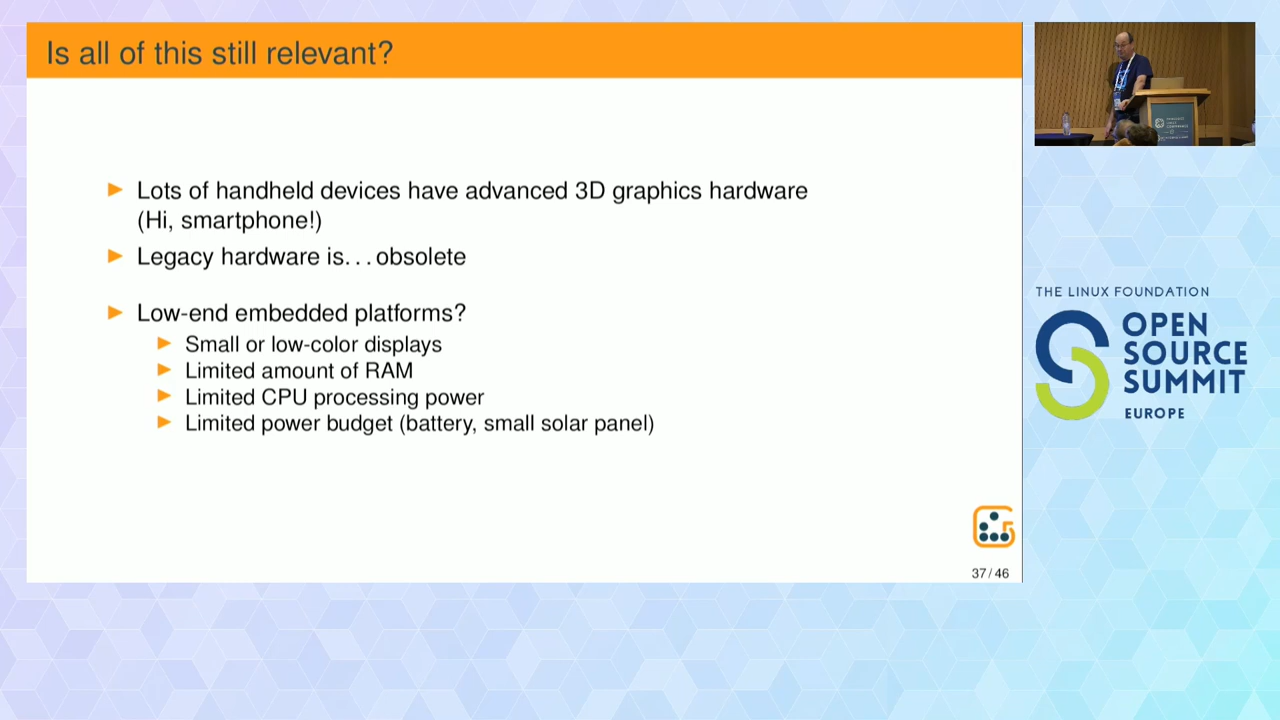 Is all of this still relevant?
Lots of handheld devices have advanced 3D graphics hardware
(Hi, smartphone!)
Legacy hardware is...obsolete
Low-end embedded platforms?
Small or low-color displays
Limited amount of RAM
Limited CPU processing power
Limited power budget (battery, small solar panel)
37/46
THE LINUX FOUNDATION
OPEN
SOURCE
SUMMIT
EUROPE